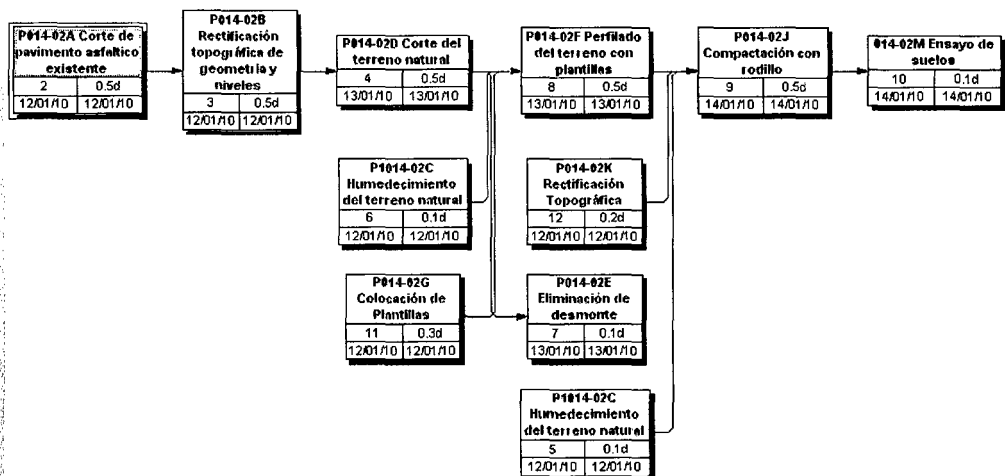 P014-02A Corte de
pavimento asfaltico
existente
2 0.5d
12/01/10 12/01/10
P014-02B
Rectificación
topográfica de
geometria y
niveles
3 0.5d
12/01/10 12/01/10
P014-02D Corte del
terreno natural
4 0.5d
13/01/10 13/01/10
P014-02F Perfilado
del terreno con
plantillas
8 0.5d
13/01/10 13/01/10
P014-02J
Compactación con
rodillo
9 0.5d
14/01/10 14/01/10
014-02M Ensayo de
suelos
10 0.1d
14/01/10 14/01/10
P1014-02C
Humedecimiento
del terreno natural
6 0.1d
12/01/10 12/01/10
P014-02K
Rectificación
Topográfica
12 0.2d
12/01/10 12/01/10
P014-02G
Colocación de
Plantillas
11 0.3d
12/01/10 12/01/10
P014-02E
Eliminación de
desmonte
7 0.1d
13/01/10 13/01/10
P1014-02C
Humedecimiento
del terreno natural
5 0.1d
12/01/10 12/01/10